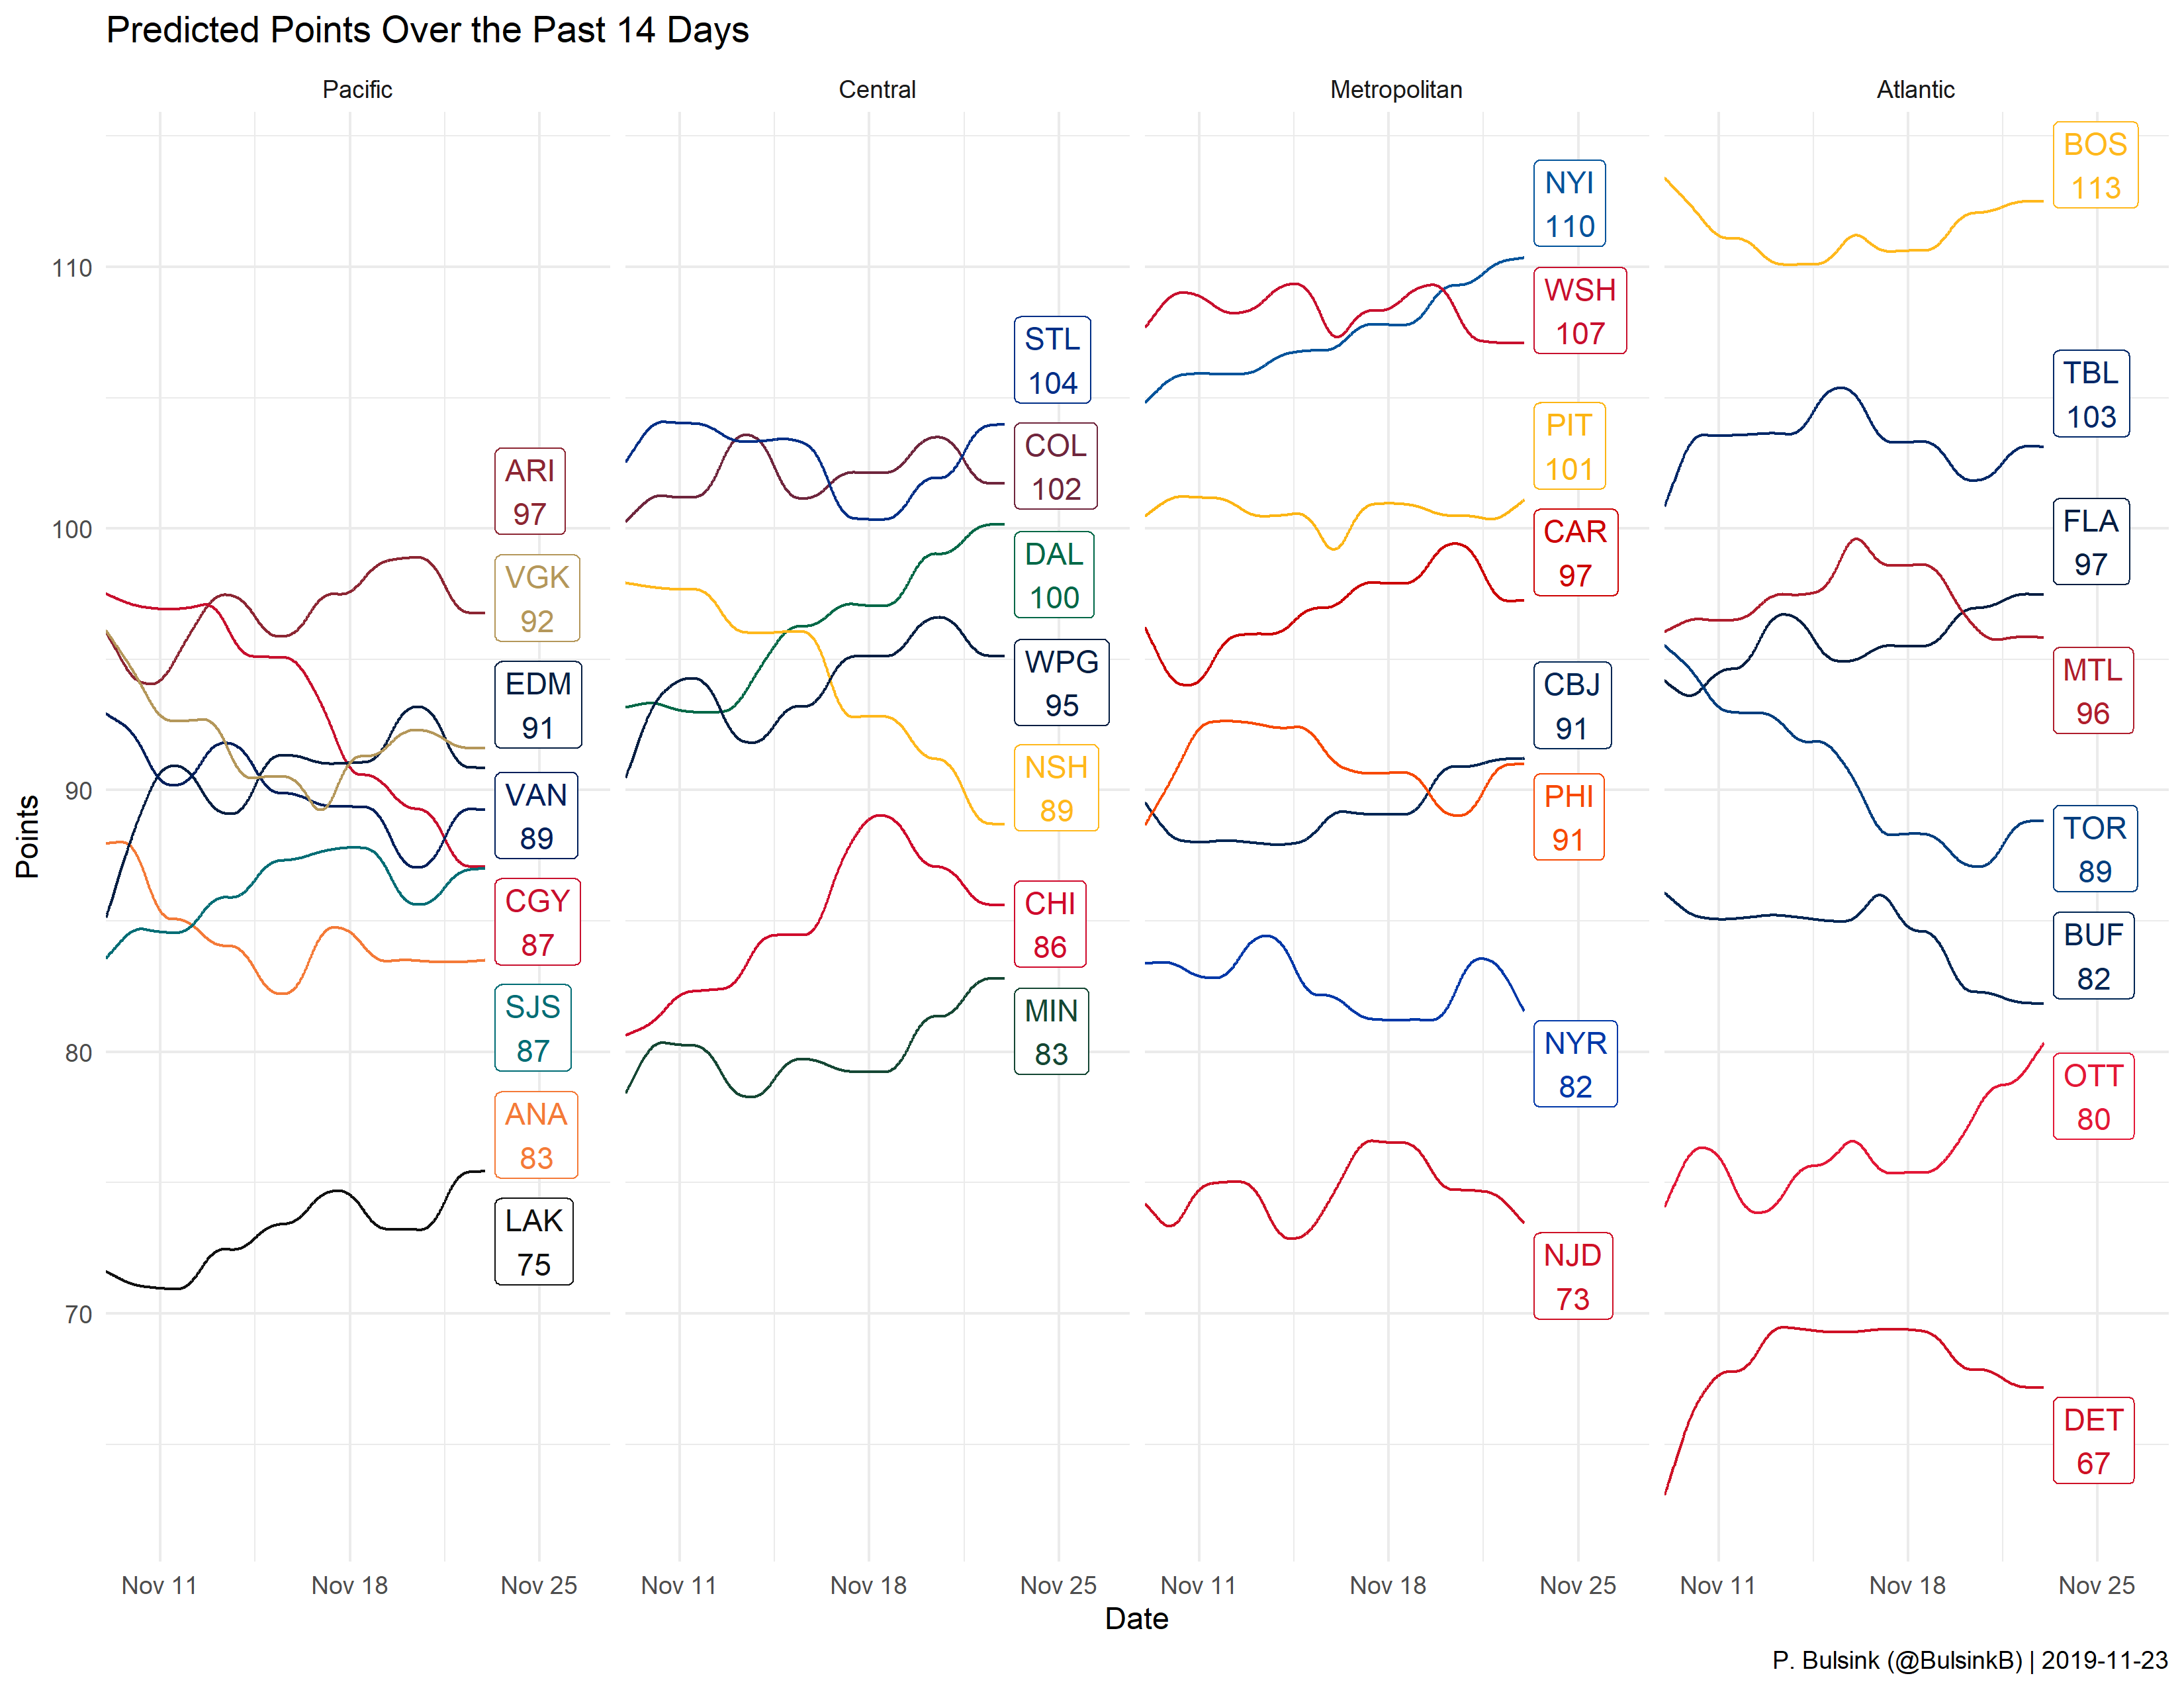 Predicted Points Over the Past 14 Days
Pacific
Central
Metropolitan
Atlantic
Points
110
100
90
80
70
ARI
97
VGK
92
EDM
91
VAN
89
CGY
87
SJS
87
ANA
83
LAK
75
STL
104
COL
102
DAL
100
WPG
95
NSH
89
CHI
86
MIN
83
NYI
110
WSH
107
PIT
101
CAR
97
CBJ
91
PHI
91
NYR
82
NJD
73
BOS
113
TBL
103
FLA
97
MTL
96
TOR
89
BUF
82
OTT
80
DET
67
Nov 11 Nov 18 Nov 25
Nov 11 Nov 18 Nov 25
Nov 11 Nov 18 Nov 25
Nov 11 Nov 18 Nov 25
Date
P. Bulsink (@BulsinkB) | 2019-11-23